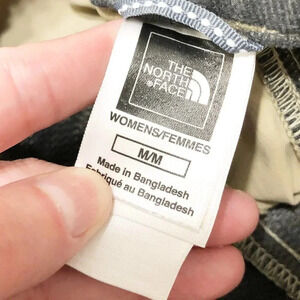 THE
NORTH
FACE
WOMENS/FEMMES
M/M
Made in Bangladesh
Fabriqué au Bangladesh